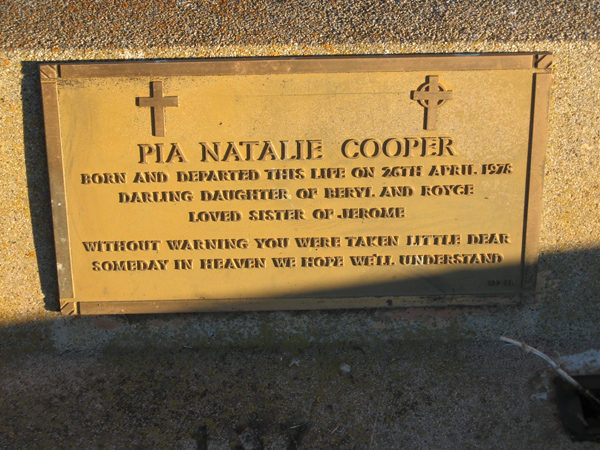 PIA NATALIE COOPER
BORN AND DEPARTED THIS LIFE ON 26TH APRIL 1978
DARLING DAUGHTER OF BERYL AND ROYCE
LOVED SISTER OF JEROME
WITHOUT WARNING YOU WERE TAKEN LITTLE DEAR
SOMEDAY IN HEAVEN WE HOPE WE'LL UNDERSTAND